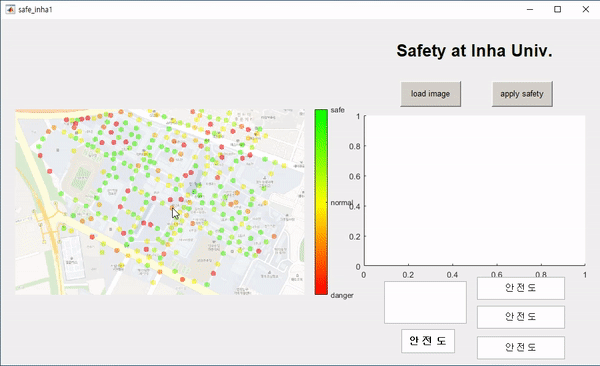 safe_inha1
Safety at Inha Univ.
load image
apply safety
safe
normal
danger
1
0.8
0.6
0.4
0.2
0
0
0.2
0.4
0.6
0.8
1
안전도
안전도
안전도
안전도